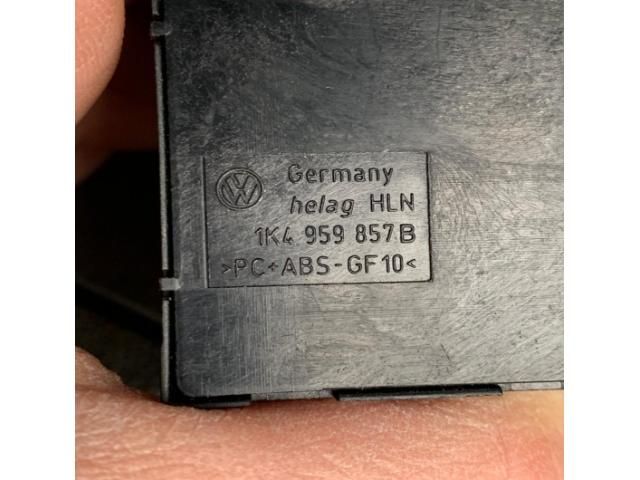 Germany
helag HLN
1K4 959 857 B
>PC+ABS-GF10<